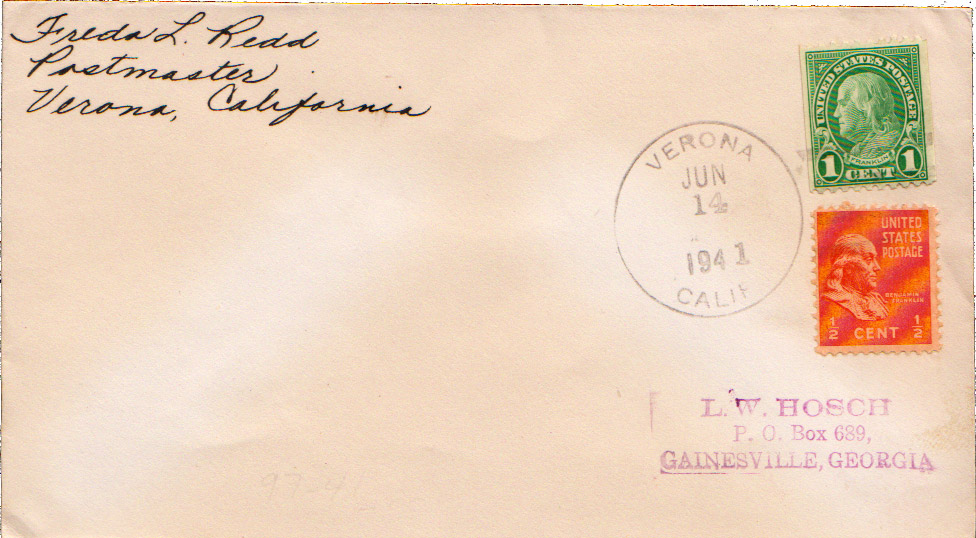 Freda L. Redd
Postmaster
Verona, California
VERONA
JUN
14
1941
CALIF
UNITED STATES POSTAGE
FRANKLIN
1 CENT 1
UNITED
STATES
POSTAGE
BENJAMIN
FRANKLIN
1/2 CENT 1/2
L. W. HOSCH
P. O. Box 689,
GAINESVILLE, GEORGIA